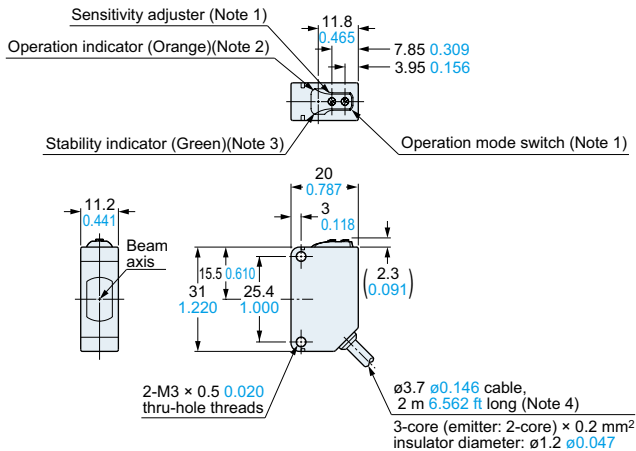 Sensitivity adjuster (Note 1)
11.8
0.465
Operation indicator (Orange)(Note 2)
7.85 0.309
3.95 0.156
Stability indicator (Green)(Note 3)
Operation mode switch (Note 1)
20
0.787
11.2
0.441
3
0.118
Beam
axis
15.5 0.610
2.3
(0.091)
31
1.220
25.4
1.000
2-M3 × 0.5 0.020
thru-hole threads
ø3.7 ø0.146 cable,
2 m 6.562 ft long (Note 4)
3-core (emitter: 2-core) × 0.2 mm²
insulator diameter: ø1.2 ø0.047